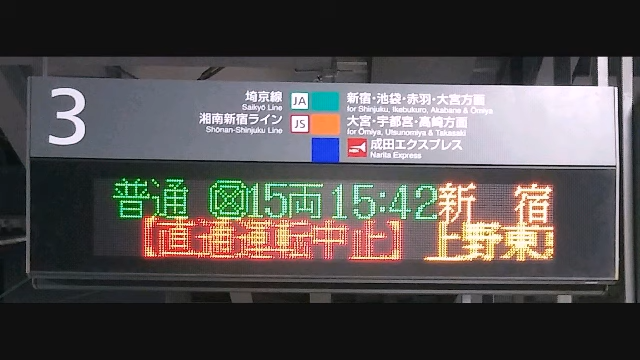 3
埼京線 JA 新宿・池袋・赤羽・大宮方面
Saikyō Line for Shinjuku, Ikebukuro, Akabane & Ōmiya
湘南新宿ライン JS 大宮・宇都宮・高崎方面
Shōnan-Shinjuku Line for Ōmiya, Utsunomiya & Takasaki
成田エクスプレス
Narita Express
普通 15両 15:42 新宿
【直通運転中止】 上野東